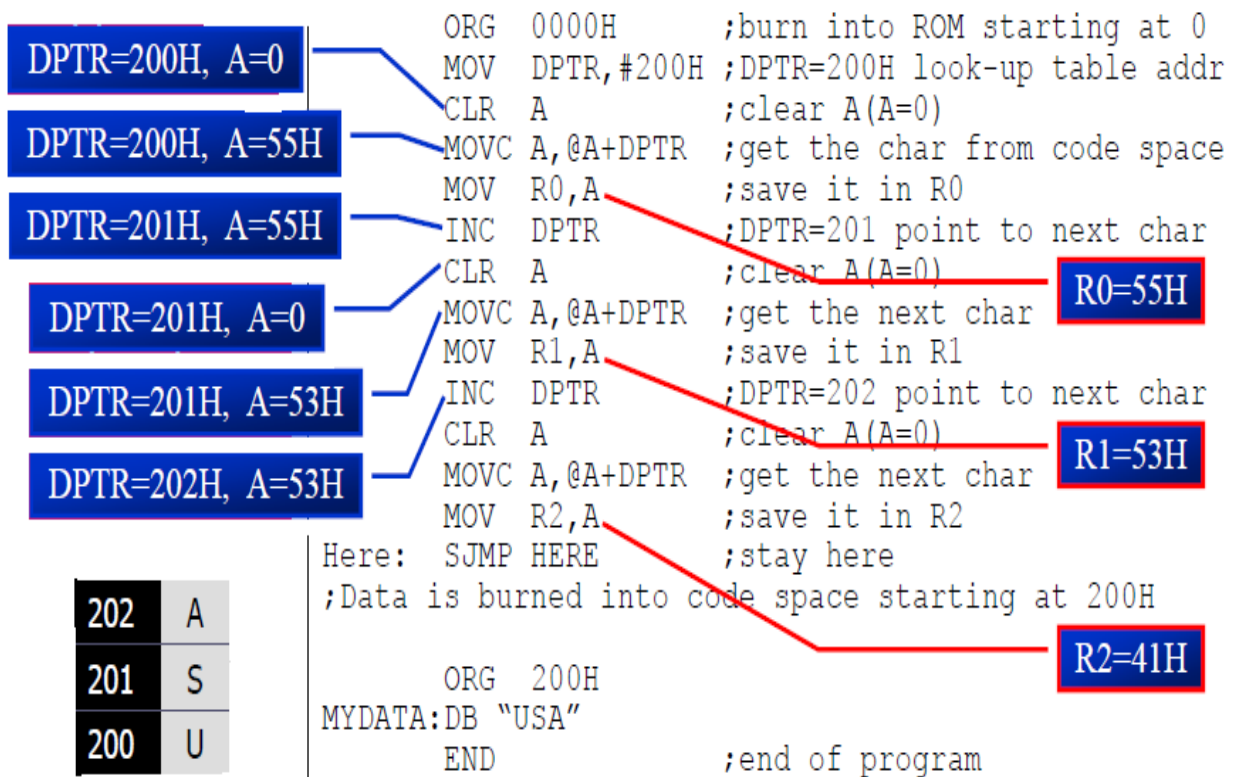 ORG 0000H ;burn into ROM starting at 0
MOV DPTR,#200H ;DPTR=200H look-up table addr
CLR A ;clear A(A=0)
MOVC A,@A+DPTR ;get the char from code space
MOV R0,A ;save it in R0
INC DPTR ;DPTR=201 point to next char
CLR A ;clear A(A=0)
MOVC A,@A+DPTR ;get the next char
MOV R1,A ;save it in R1
INC DPTR ;DPTR=202 point to next char
CLR A ;clear A(A=0)
MOVC A,@A+DPTR ;get the next char
MOV R2,A ;save it in R2
Here: SJMP HERE ;stay here
;Data is burned into code space starting at 200H
ORG 200H
MYDATA:DB “USA”
END ;end of program
DPTR=200H, A=0
DPTR=200H, A=55H
DPTR=201H, A=55H
DPTR=201H, A=0
DPTR=201H, A=53H
DPTR=202H, A=53H
R0=55H
R1=53H
R2=41H
202 A
201 S
200 U